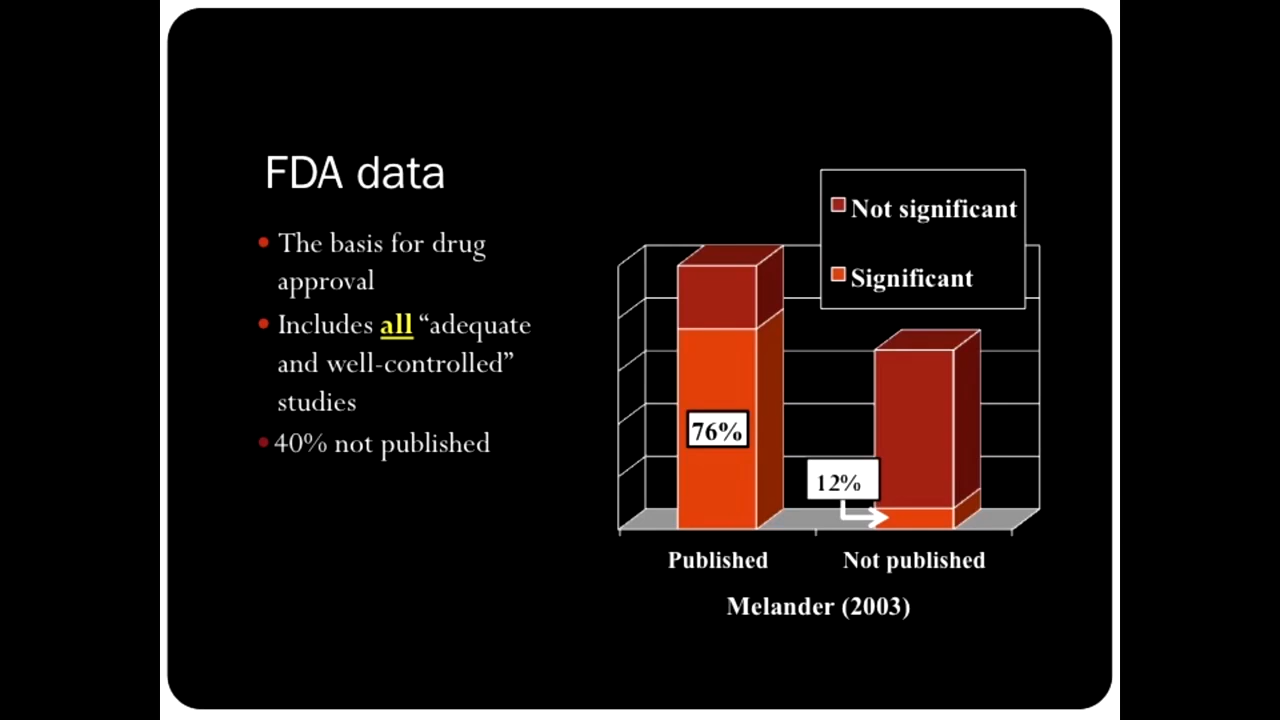 FDA data
• The basis for drug
approval
• Includes all “adequate
and well-controlled”
studies
• 40% not published
Not significant
Significant
76%
12%
Published
Not published
Melander (2003)